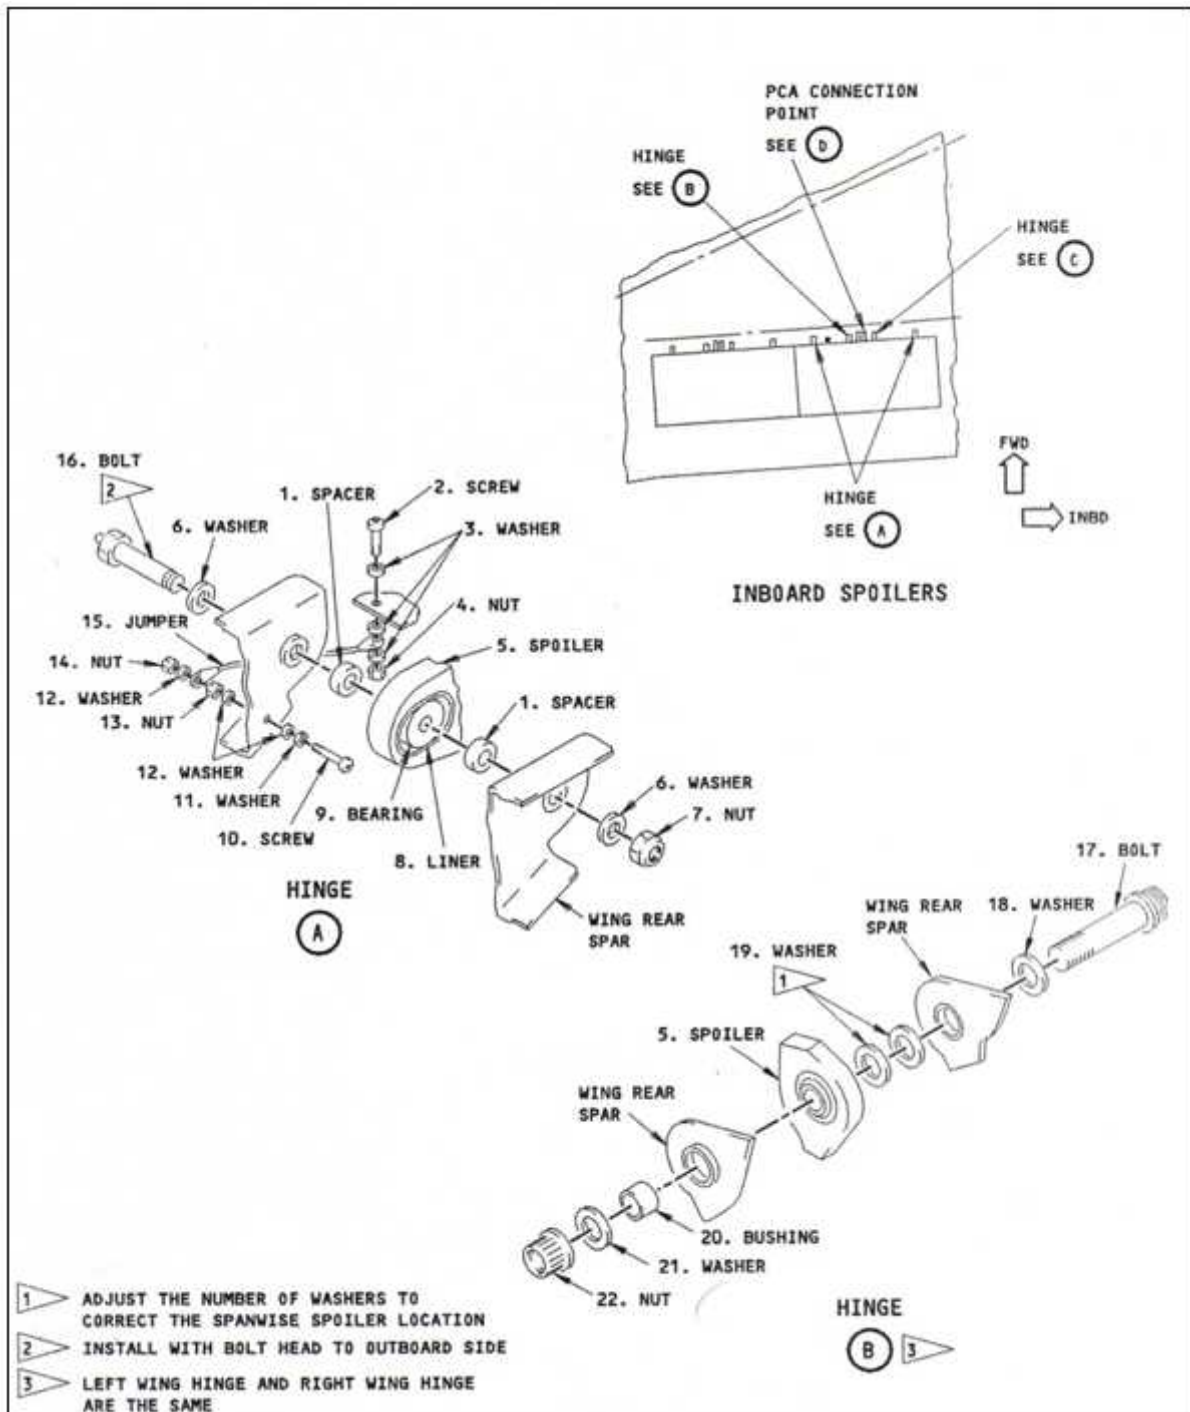 PCA CONNECTION
POINT
SEE D
HINGE
SEE B
HINGE
SEE C
FWD
INBD
HINGE
SEE A
INBOARD SPOILERS
16. BOLT
2
6. WASHER
1. SPACER
2. SCREW
3. WASHER
4. NUT
5. SPOILER
15. JUMPER
14. NUT
12. WASHER
13. NUT
1. SPACER
12. WASHER
11. WASHER
10. SCREW
9. BEARING
8. LINER
6. WASHER
7. NUT
HINGE
A
WING REAR
SPAR
17. BOLT
WING REAR
SPAR
18. WASHER
19. WASHER
1
5. SPOILER
WING REAR
SPAR
20. BUSHING
21. WASHER
22. NUT
HINGE
B 3
1 ADJUST THE NUMBER OF WASHERS TO
CORRECT THE SPANWISE SPOILER LOCATION
2 INSTALL WITH BOLT HEAD TO OUTBOARD SIDE
3 LEFT WING HINGE AND RIGHT WING HINGE
ARE THE SAME